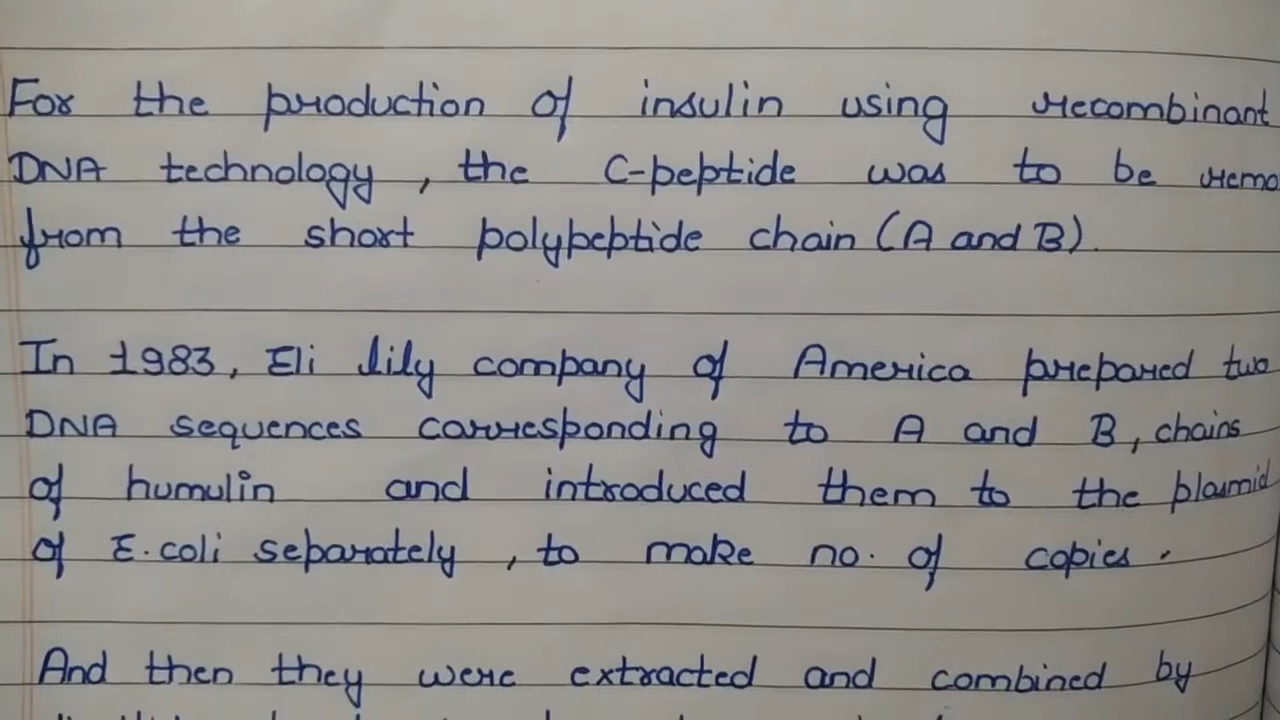 For the production of insulin using recombinant
DNA technology, the C-peptide was to be remo
from the short polypeptide chain (A and B).
In 1983, Eli lily company of America prepared two
DNA sequences corresponding to A and B, chains
of humulin and introduced them to the plasmid
of E.coli separately, to make no. of copies.
And then they were extracted and combined by